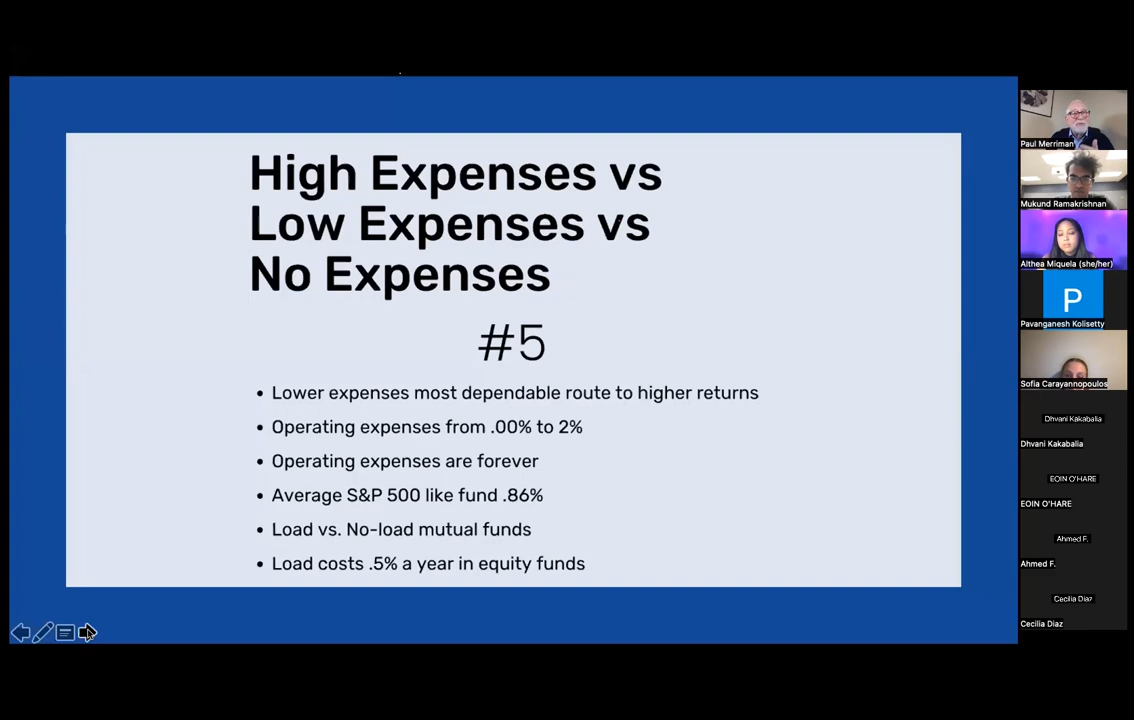 High Expenses vs
Low Expenses vs
No Expenses
#5
• Lower expenses most dependable route to higher returns
• Operating expenses from .00% to 2%
• Operating expenses are forever
• Average S&P 500 like fund .86%
• Load vs. No-load mutual funds
• Load costs .5% a year in equity funds
Paul Merriman
Mukund Ramakrishnan
Althea Miquela (she/her)
P
Pavanganesh Kolisetty
Sofia Carayannopoulos
Dhvani Kakabalia
Dhvani Kakabalia
EOIN O'HARE
EOIN O'HARE
Ahmed F.
Ahmed F.
Cecilia Diaz
Cecilia Diaz